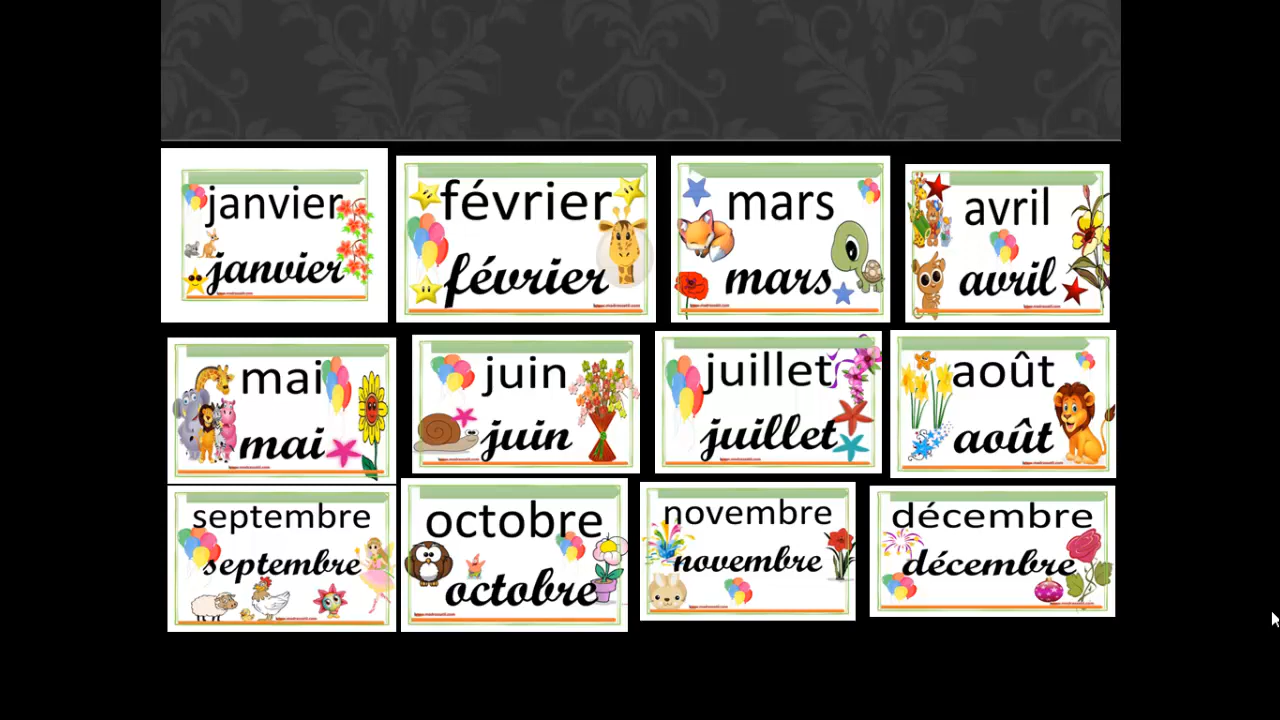 janvier
janvier
février
février
mars
mars
avril
avril
mai
mai
juin
juin
juillet
juillet
août
août
septembre
septembre
octobre
octobre
novembre
novembre
décembre
décembre